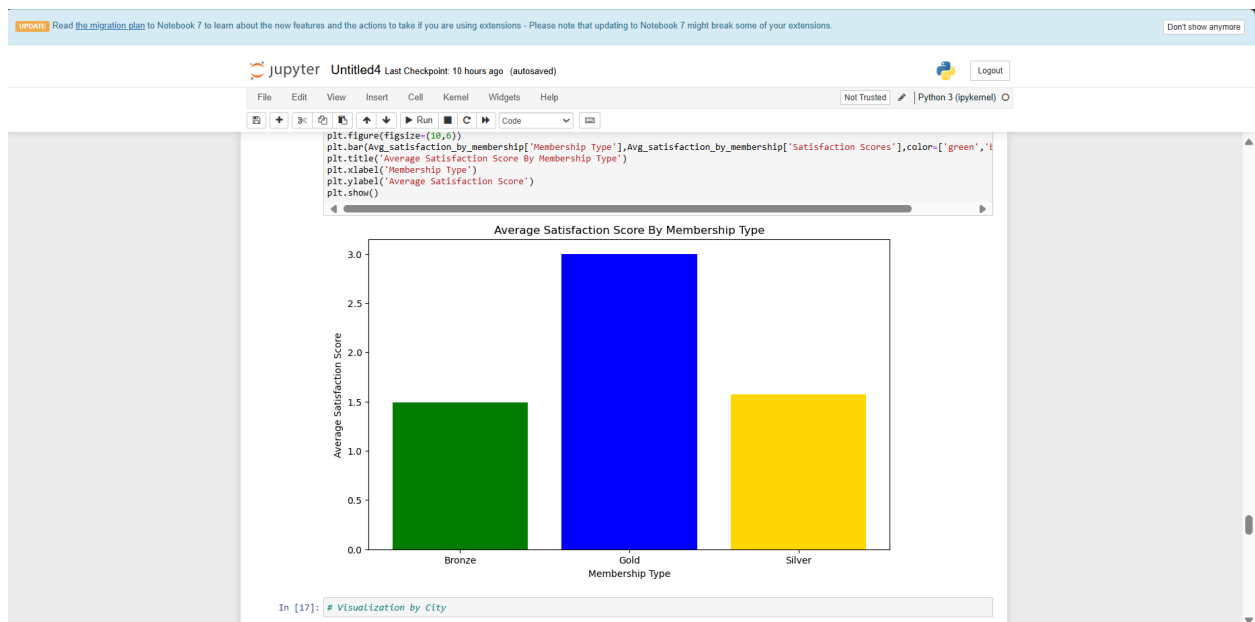 UPDATE Read the migration plan to Notebook 7 to learn about the new features and the actions to take if you are using extensions - Please note that updating to Notebook 7 might break some of your extensions. Don't show anymore
jupyter Untitled4 Last Checkpoint: 10 hours ago (autosaved) Logout
File Edit View Insert Cell Kernel Widgets Help Not Trusted Python 3 (ipykernel)
Run Code
plt.figure(figsize=(10,6))
plt.bar(Avg_satisfaction_by_membership['Membership Type'],Avg_satisfaction_by_membership['Satisfaction Scores'],color=['green','b
plt.title('Average Satisfaction Score By Membership Type')
plt.xlabel('Membership Type')
plt.ylabel('Average Satisfaction Score')
plt.show()
Average Satisfaction Score By Membership Type
3.0
2.5
2.0
1.5
1.0
0.5
0.0
Average Satisfaction Score
Bronze Gold Silver
Membership Type
In [17]: # Visualization by City